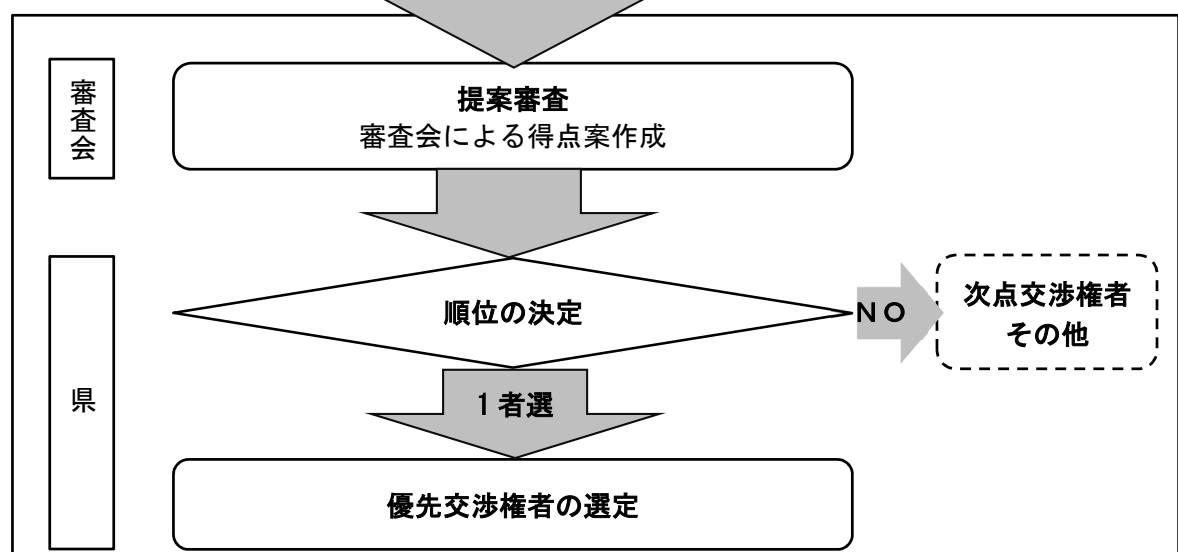 審査会
提案審査
審査会による得点案作成
県
順位の決定
NO
次点交渉権者
その他
1者選
優先交渉権者の選定